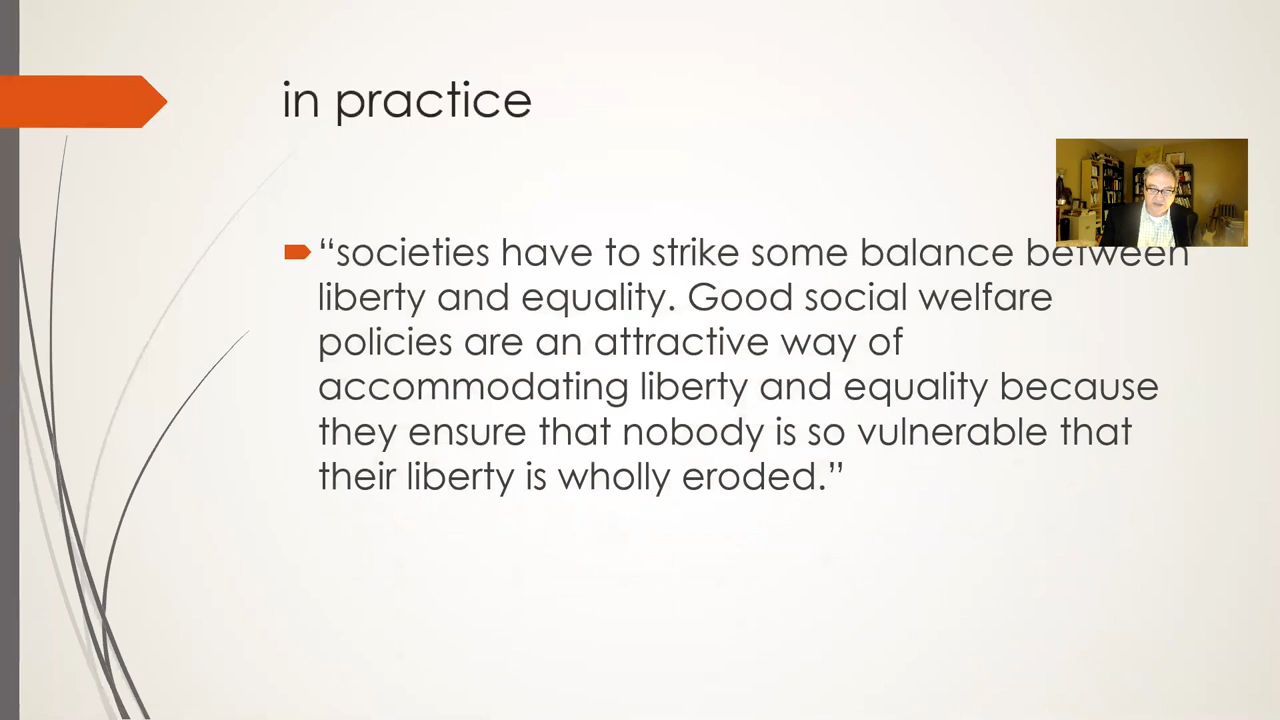 in practice
“societies have to strike some balance between
liberty and equality. Good social welfare
policies are an attractive way of
accommodating liberty and equality because
they ensure that nobody is so vulnerable that
their liberty is wholly eroded.”